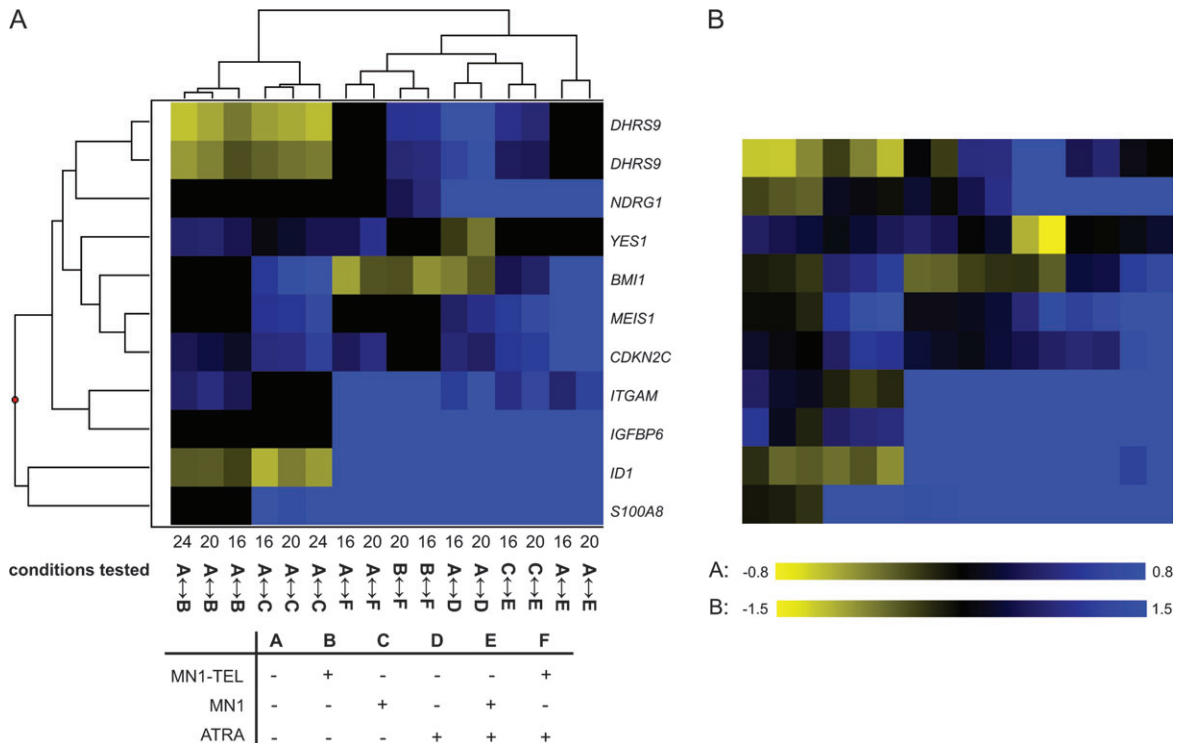 A
B
DHRS9
DHRS9
NDRG1
YES1
BMI1
MEIS1
CDKN2C
ITGAM
IGFBP6
ID1
S100A8
24 20 16 16 20 24 16 20 20 16 16 20 16 20 16 20
conditions tested A↔B A↔B A↔B A↔C A↔C A↔C A↔F A↔F B↔F B↔F A↔D A↔D C↔E C↔E A↔E A↔E
A: -0.8 0.8
B: -1.5 1.5
A B C D E F
MN1-TEL - + - - - +
MN1 - - + - + -
ATRA - - - + + +